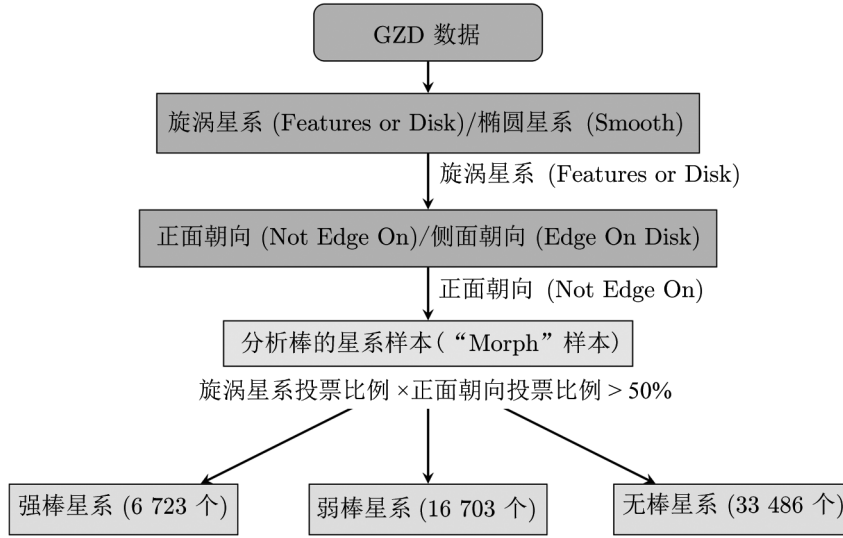 GZD 数据
旋涡星系 (Features or Disk)/椭圆星系 (Smooth)
旋涡星系 (Features or Disk)
正面朝向 (Not Edge On)/侧面朝向 (Edge On Disk)
正面朝向 (Not Edge On)
分析棒的星系样本(“Morph”样本)
旋涡星系投票比例 ×正面朝向投票比例 > 50%
强棒星系 (6 723 个)
弱棒星系 (16 703 个)
无棒星系 (33 486 个)